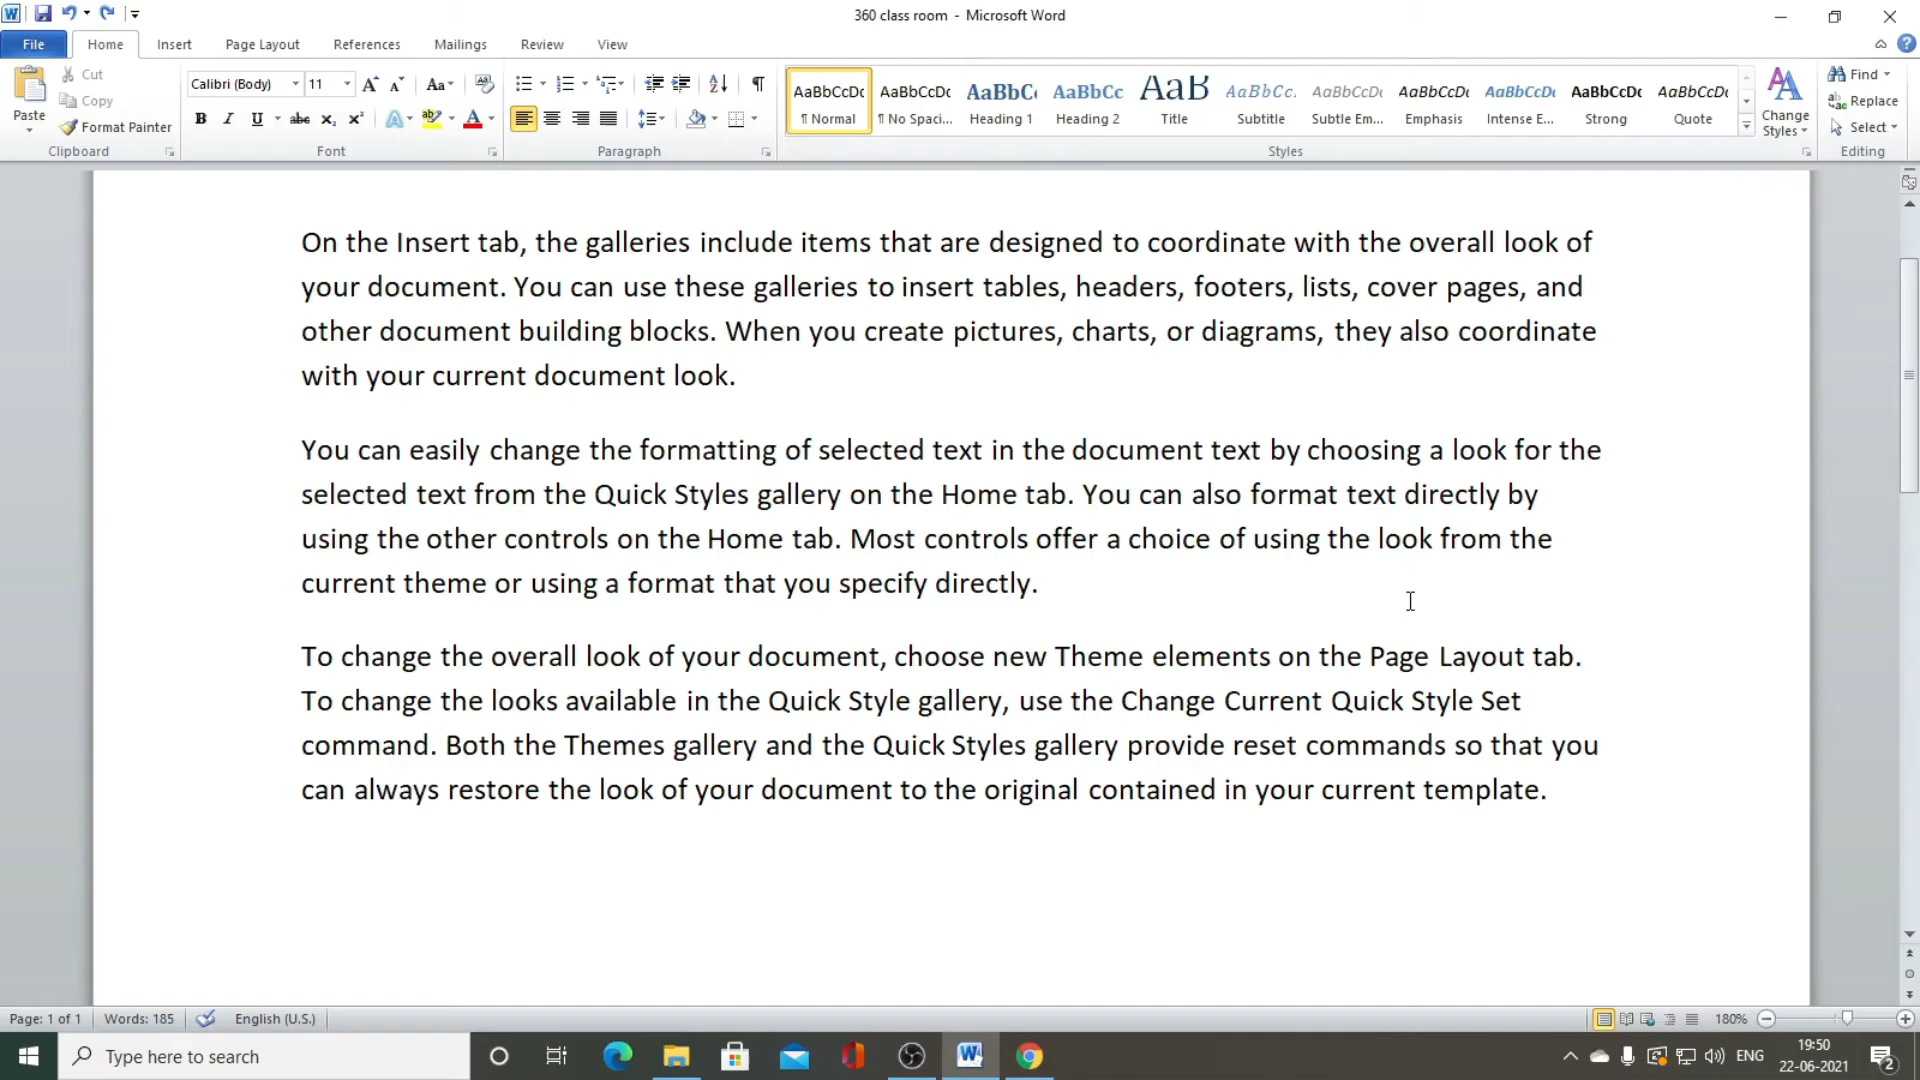 360 class room - Microsoft Word
File Home Insert Page Layout References Mailings Review View
Cut
Copy
Format Painter
Paste
Clipboard
Calibri (Body) 11
Font
Paragraph
AaBbCcDc AaBbCcDc AaBbC AaBbCc AaB AaBbCc. AaBbCcDc AaBbCcDc AaBbCcDc AaBbCcDc AaBbCcDc
¶ Normal ¶ No Spaci... Heading 1 Heading 2 Title Subtitle Subtle Em... Emphasis Intense E... Strong Quote
Styles
Change Styles
Find
Replace
Select
Editing
On the Insert tab, the galleries include items that are designed to coordinate with the overall look of
your document. You can use these galleries to insert tables, headers, footers, lists, cover pages, and
other document building blocks. When you create pictures, charts, or diagrams, they also coordinate
with your current document look.
You can easily change the formatting of selected text in the document text by choosing a look for the
selected text from the Quick Styles gallery on the Home tab. You can also format text directly by
using the other controls on the Home tab. Most controls offer a choice of using the look from the
current theme or using a format that you specify directly.
To change the overall look of your document, choose new Theme elements on the Page Layout tab.
To change the looks available in the Quick Style gallery, use the Change Current Quick Style Set
command. Both the Themes gallery and the Quick Styles gallery provide reset commands so that you
can always restore the look of your document to the original contained in your current template.
Page: 1 of 1 Words: 185 English (U.S.) 180%
Type here to search
ENG
19:50
22-06-2021
2